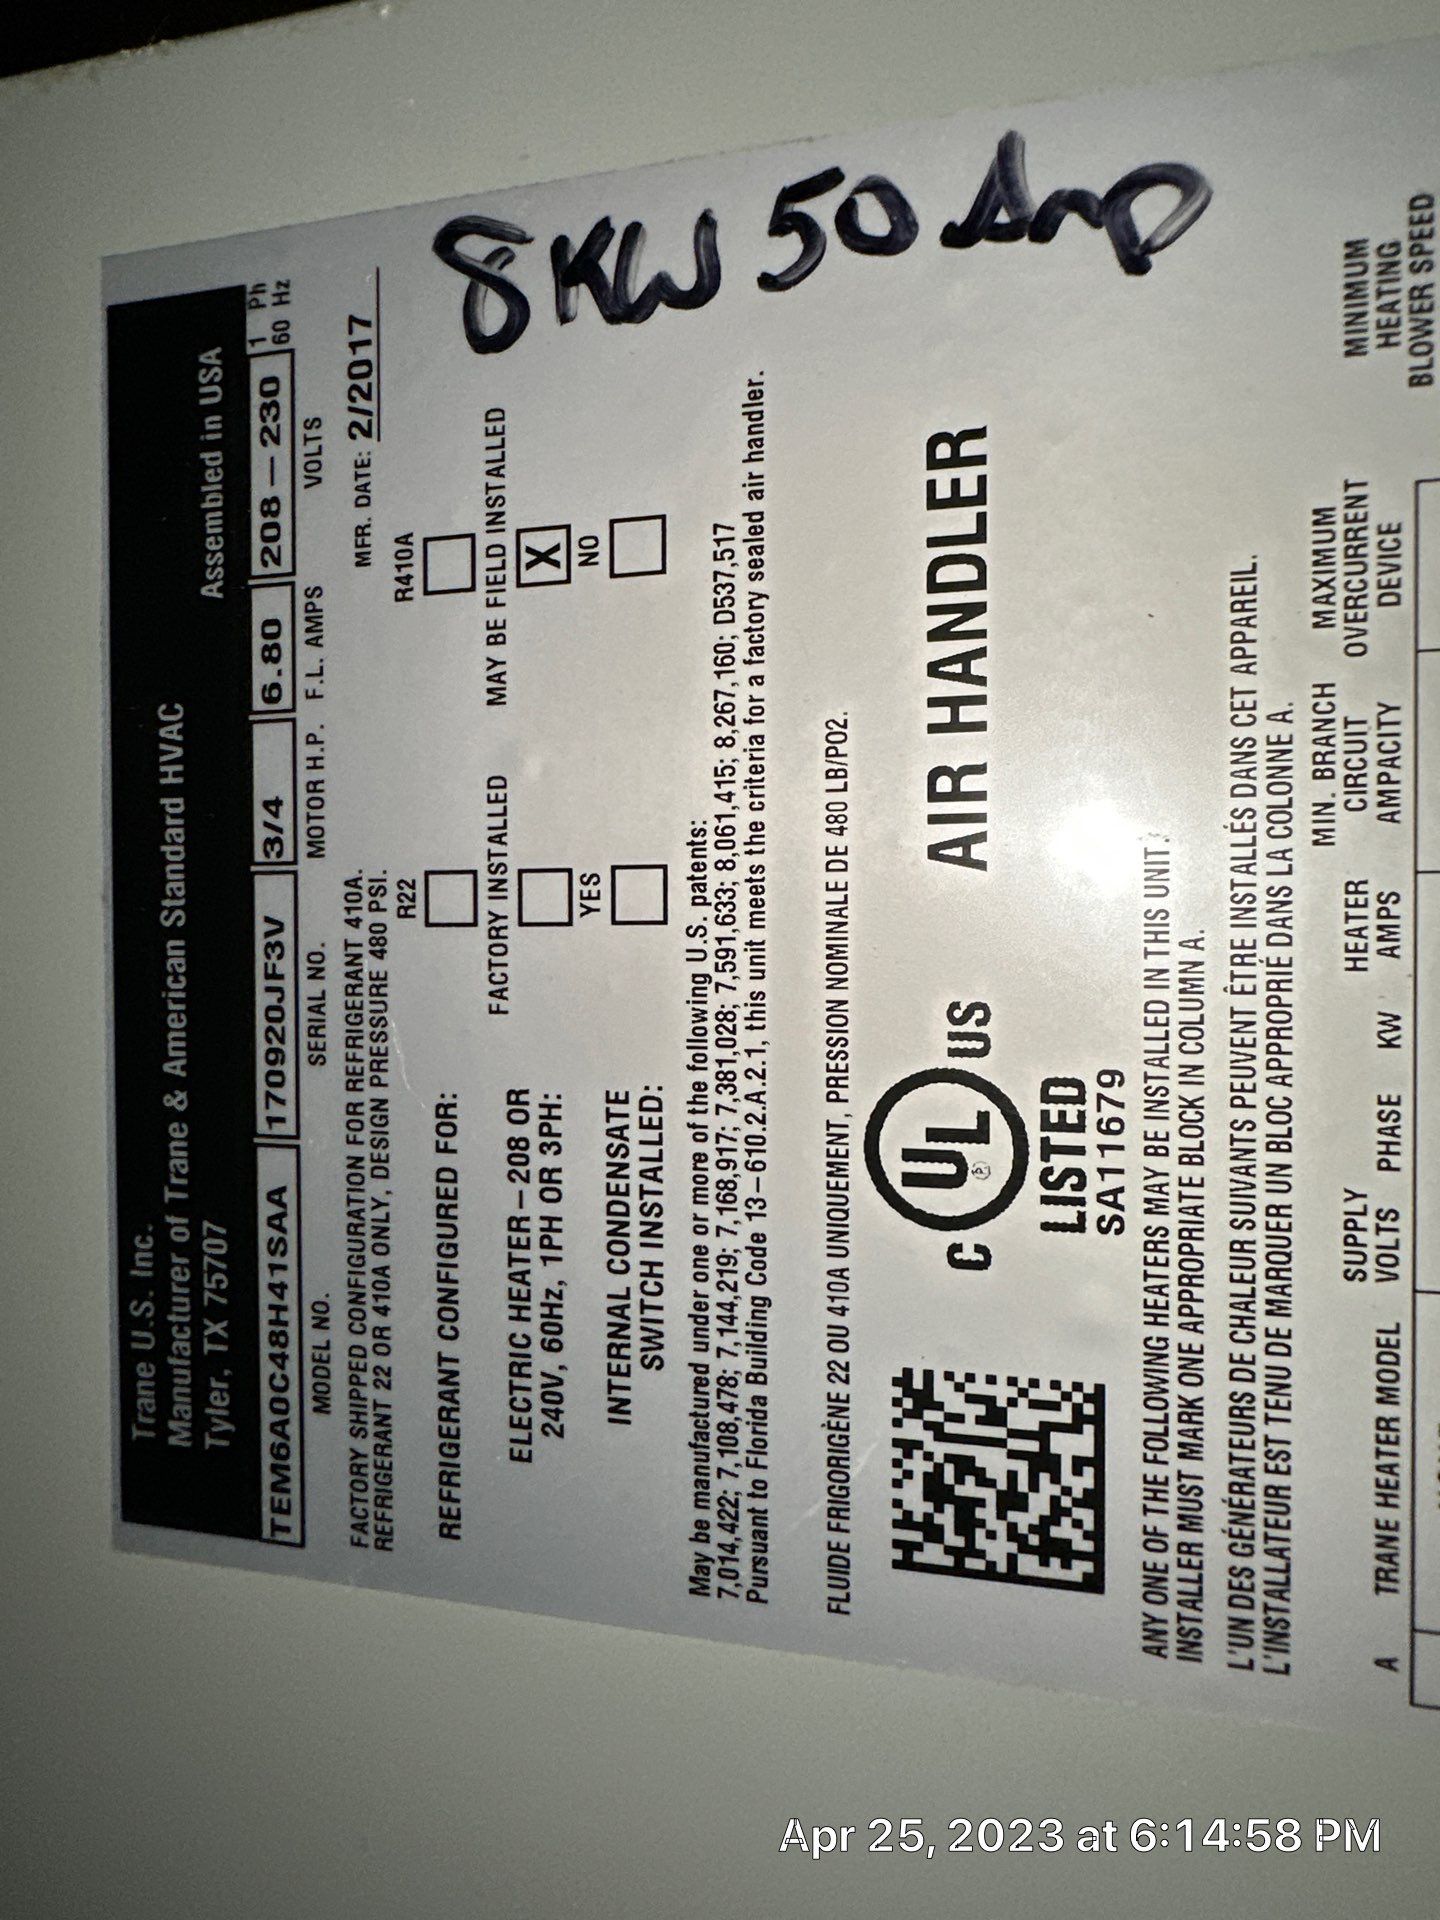 Trane U.S. Inc.
Manufacturer of Trane & American Standard HVAC
Tyler, TX 75707 Assembled in USA
TEM6A0C48H41SAA 170920JF3V 3/4 6.80 208-230 1 Ph 60 Hz
MODEL NO. SERIAL NO. MOTOR H.P. F.L. AMPS VOLTS
FACTORY SHIPPED CONFIGURATION FOR REFRIGERANT 410A.
REFRIGERANT 22 OR 410A ONLY, DESIGN PRESSURE 480 PSI.
MFR. DATE: 2/2017
R22 R410A
REFRIGERANT CONFIGURED FOR:
FACTORY INSTALLED MAY BE FIELD INSTALLED
ELECTRIC HEATER-208 OR
240V, 60Hz, 1PH OR 3PH: X
YES NO
INTERNAL CONDENSATE
SWITCH INSTALLED:
8KW 50 Amp
May be manufactured under one or more of the following U.S. patents:
7,014,422; 7,108,478; 7,144,219; 7,168,917; 7,381,028; 7,591,633; 8,061,415; 8,267,160; D537,517
Pursuant to Florida Building Code 13-610.2.A.2.1, this unit meets the criteria for a factory sealed air handler.
FLUIDE FRIGORIGÈNE 22 OU 410A UNIQUEMENT, PRESSION NOMINALE DE 480 LB/PO2.
C UL US
LISTED
SA11679
AIR HANDLER
ANY ONE OF THE FOLLOWING HEATERS MAY BE INSTALLED IN THIS UNIT.
INSTALLER MUST MARK ONE APPROPRIATE BLOCK IN COLUMN A.
L'UN DES GÉNÉRATEURS DE CHALEUR SUIVANTS PEUVENT ÊTRE INSTALLÉS DANS CET APPAREIL.
L'INSTALLATEUR EST TENU DE MARQUER UN BLOC APPROPRIÉ DANS LA COLONNE A.
A TRANE HEATER MODEL SUPPLY VOLTS PHASE KW HEATER AMPS MIN. BRANCH CIRCUIT AMPACITY MAXIMUM OVERCURRENT DEVICE MINIMUM HEATING BLOWER SPEED
Apr 25, 2023 at 6:14:58 PM